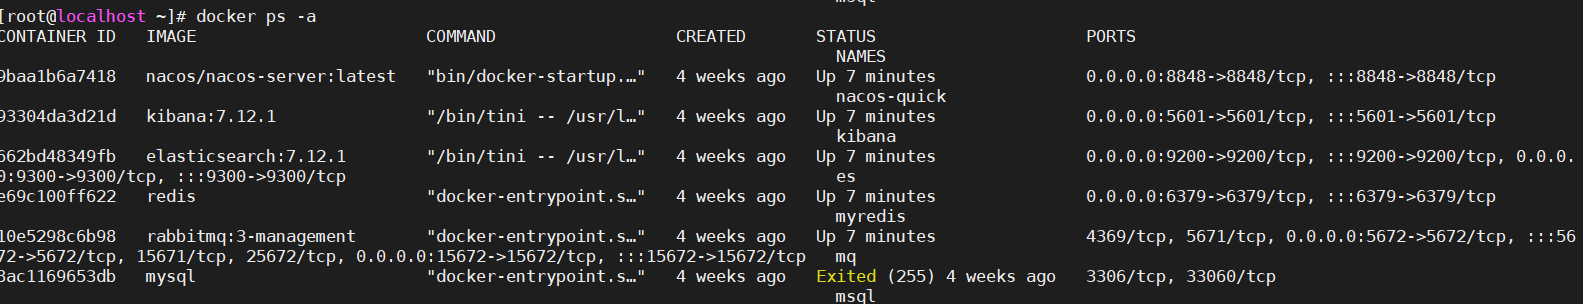 msql
[root@localhost ~]# docker ps -a
CONTAINER ID   IMAGE                       COMMAND                  CREATED       STATUS                     PORTS
NAMES
9baa1b6a7418   nacos/nacos-server:latest   "bin/docker-startup.…"   4 weeks ago   Up 7 minutes               0.0.0.0:8848->8848/tcp, :::8848->8848/tcp
nacos-quick
93304da3d21d   kibana:7.12.1               "/bin/tini -- /usr/l…"   4 weeks ago   Up 7 minutes               0.0.0.0:5601->5601/tcp, :::5601->5601/tcp
kibana
662bd48349fb   elasticsearch:7.12.1        "/bin/tini -- /usr/l…"   4 weeks ago   Up 7 minutes               0.0.0.0:9200->9200/tcp, :::9200->9200/tcp, 0.0.0.
0:9300->9300/tcp, :::9300->9300/tcp   es
e69c100ff622   redis                       "docker-entrypoint.s…"   4 weeks ago   Up 7 minutes               0.0.0.0:6379->6379/tcp, :::6379->6379/tcp
myredis
10e5298c6b98   rabbitmq:3-management       "docker-entrypoint.s…"   4 weeks ago   Up 7 minutes               4369/tcp, 5671/tcp, 0.0.0.0:5672->5672/tcp, :::56
72->5672/tcp, 15671/tcp, 25672/tcp, 0.0.0.0:15672->15672/tcp, :::15672->15672/tcp   mq
3ac1169653db   mysql                       "docker-entrypoint.s…"   4 weeks ago   Exited (255) 4 weeks ago   3306/tcp, 33060/tcp
msql